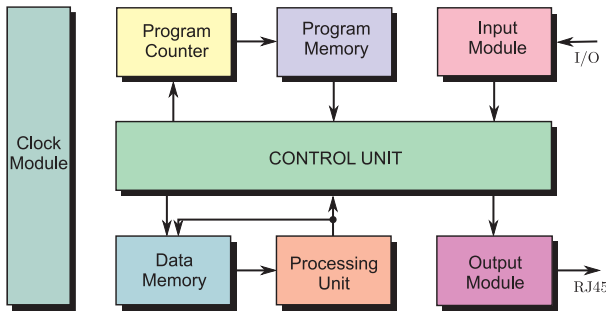 Clock
Module
Program
Counter
Program
Memory
Input
Module
I/O
CONTROL UNIT
Data
Memory
Processing
Unit
Output
Module
RJ45